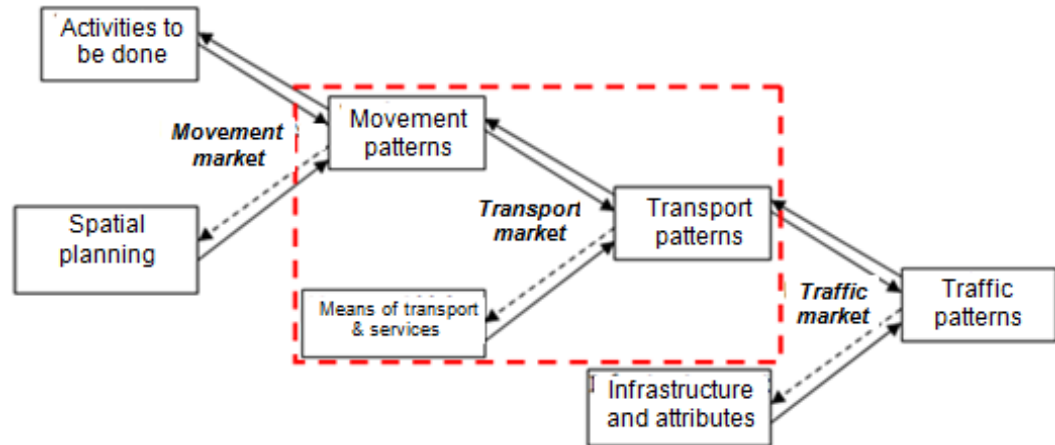 Activities to
be done
Movement
patterns
Movement
market
Spatial
planning
Transport
market
Transport
patterns
Means of transport
& services
Traffic
market
Traffic
patterns
Infrastructure
and attributes